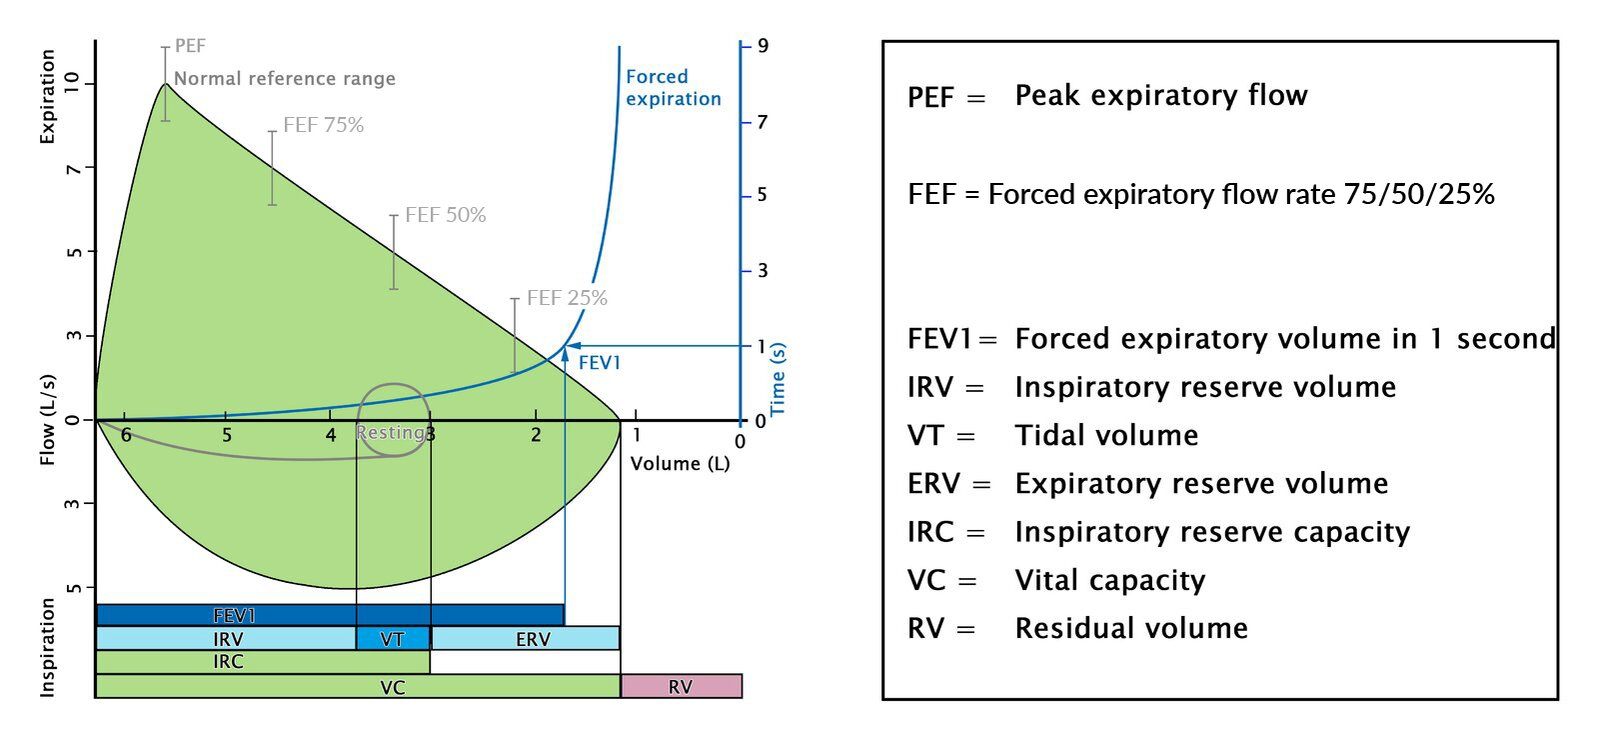 PEF
Normal reference range
FEF 75%
FEF 50%
FEF 25%
Forced
expiration
FEV1
Resting
Expiration
10
7
5
3
0
3
5
Flow (L/s)
Inspiration
9
7
5
3
1
0
Time (s)
6 5 4 3 2 1 0
Volume (L)
FEV1
IRV VT ERV
IRC
VC RV
PEF = Peak expiratory flow
FEF = Forced expiratory flow rate 75/50/25%
FEV1= Forced expiratory volume in 1 second
IRV = Inspiratory reserve volume
VT = Tidal volume
ERV = Expiratory reserve volume
IRC = Inspiratory reserve capacity
VC = Vital capacity
RV = Residual volume